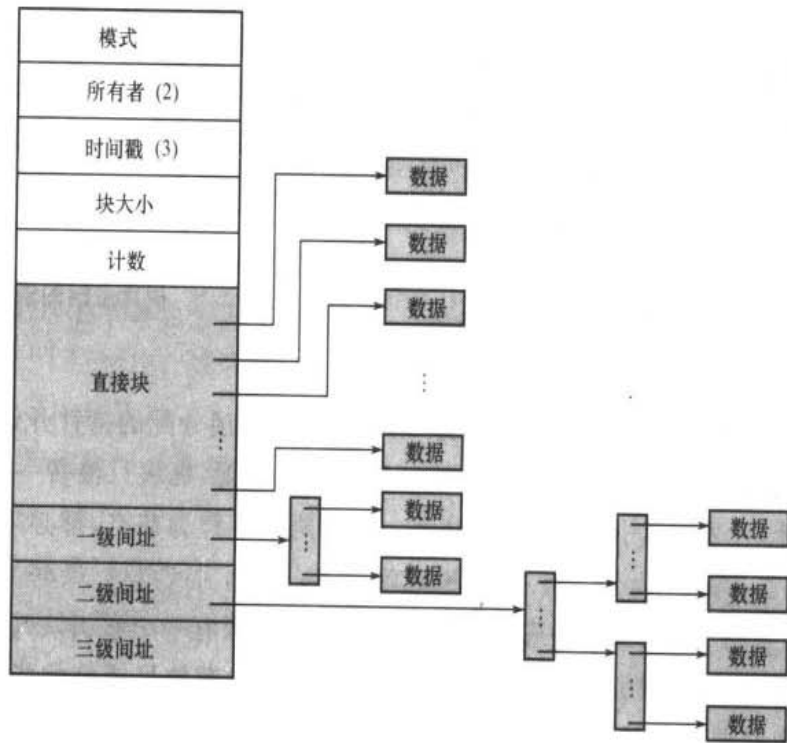 模式
所有者 (2)
时间戳 (3)
块大小
计数
直接块
⋮
一级间址
二级间址
三级间址
数据
数据
数据
⋮
数据
⋮
数据
数据
⋮
⋮
数据
数据
⋮
数据
数据